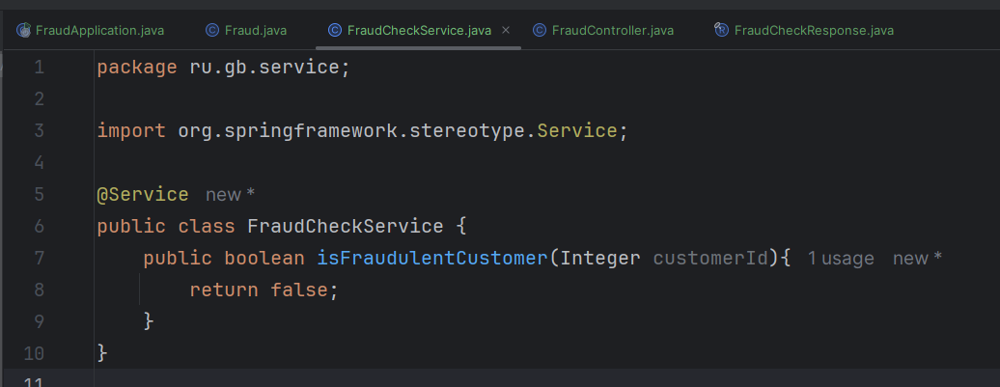 FraudApplication.java Fraud.java FraudCheckService.java × FraudController.java FraudCheckResponse.java
1 package ru.gb.service;
2
3 import org.springframework.stereotype.Service;
4
5 @Service new *
6 public class FraudCheckService {
7 public boolean isFraudulentCustomer(Integer customerId){ 1 usage new *
8 return false;
9 }
10 }
11